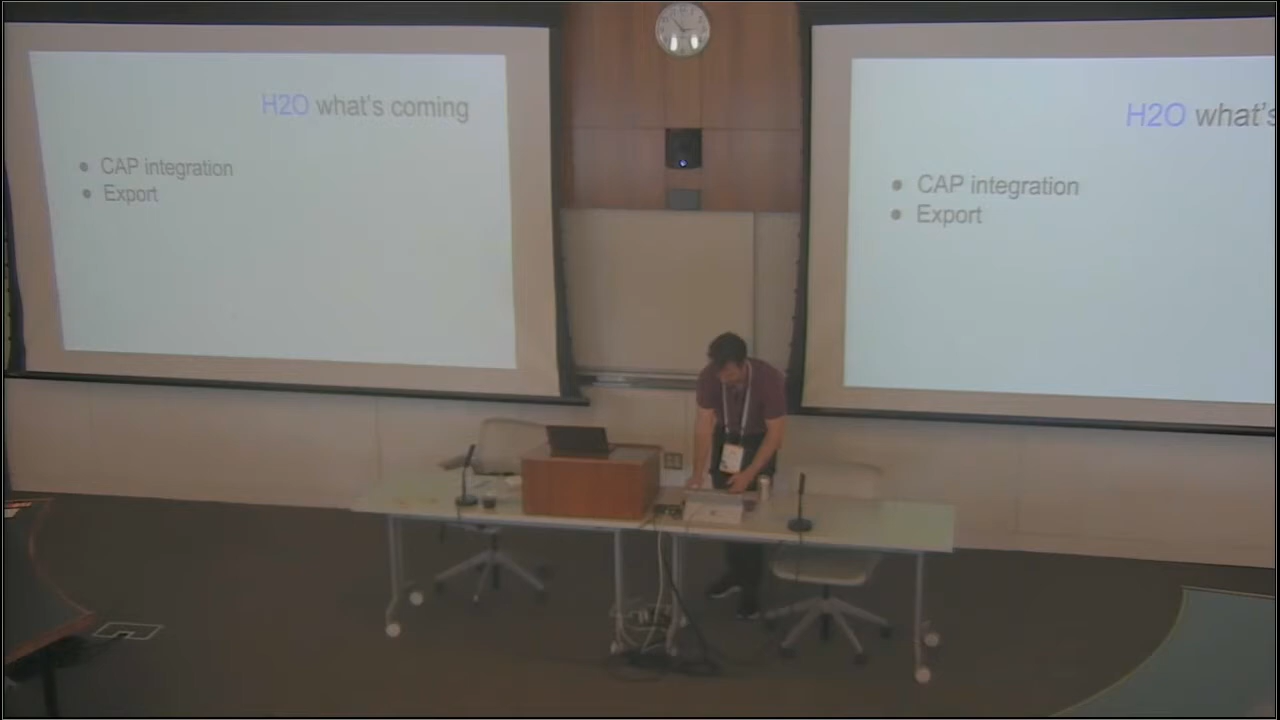 H2O what's coming
● CAP integration
● Export
H2O what's
● CAP integration
● Export